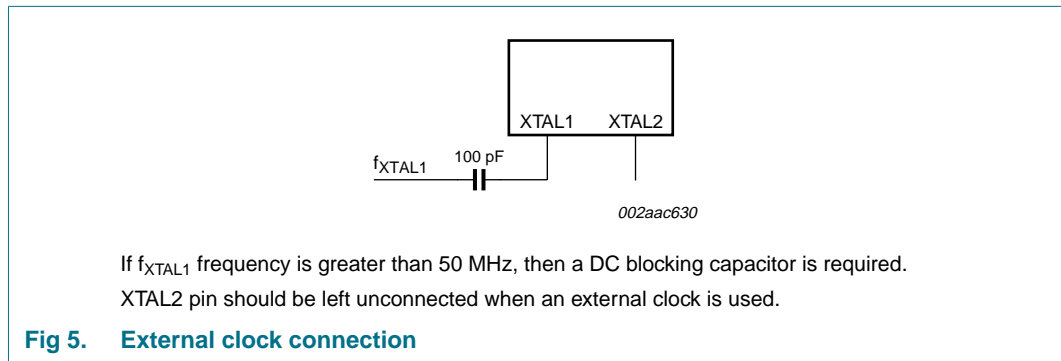 XTAL1 XTAL2
fXTAL1 100 pF
002aac630
If fXTAL1 frequency is greater than 50 MHz, then a DC blocking capacitor is required.
XTAL2 pin should be left unconnected when an external clock is used.
Fig 5. External clock connection